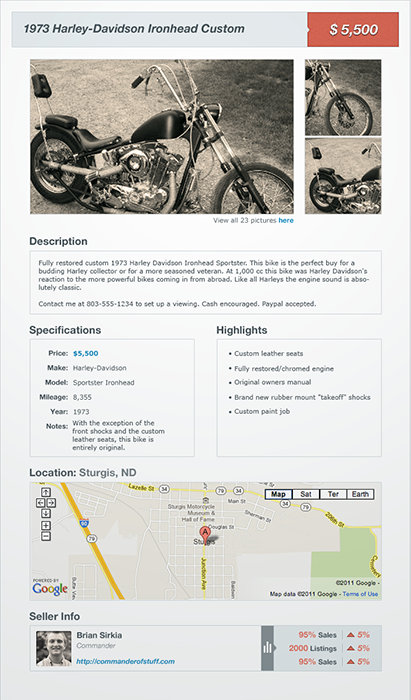 1973 Harley-Davidson Ironhead Custom
$ 5,500
View all 23 pictures here
Description
Fully restored custom 1973 Harley Davidson Ironhead Sportster. This bike is the perfect buy for a
budding Harley collector or for a more seasoned veteran. At 1,000 cc this bike was Harley Davidson's
reaction to the more powerful bikes coming in from abroad. Like all Harleys the engine sound is abso-
lutely classic.
Contact me at 803-555-1234 to set up a viewing. Cash encouraged. Paypal accepted.
Specifications
Price: $5,500
Make: Harley-Davidson
Model: Sportster Ironhead
Mileage: 8,355
Year: 1973
Notes: With the exception of the
front shocks and the custom
leather seats, this bike is
entirely original.
Highlights
• Custom leather seats
• Fully restored/chromed engine
• Original owners manual
• Brand new rubber mount "takeoff" shocks
• Custom paint job
Location: Sturgis, ND
Map Sat Ter Earth
Lazelle St 34
34
79
Main St
Sherman St
Sturgis Motorcycle
Museum &
Hall of Fame
Douglas St
A
Sturgis
Junction Ave
Baldwin
79
POWERED BY
Google
©2011 Google -
Map data ©2011 Google - Terms of Use
Seller Info
Brian Sirkia
Commander
http://commanderofstuff.com
95% Sales 5%
2000 Listings 5%
95% Sales 5%